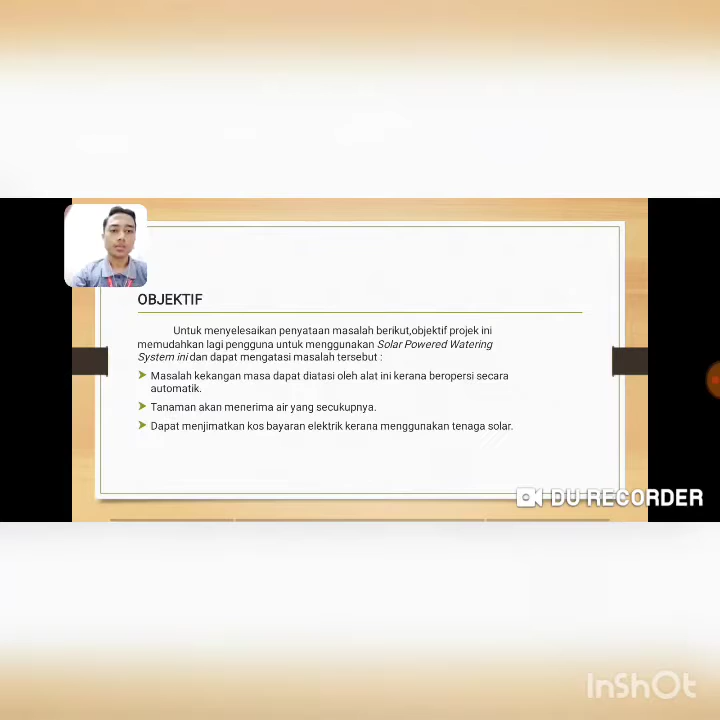 OBJEKTIF
Untuk menyelesaikan penyataan masalah berikut,objektif projek ini
memudahkan lagi pengguna untuk menggunakan Solar Powered Watering
System ini dan dapat mengatasi masalah tersebut :
Masalah kekangan masa dapat diatasi oleh alat ini kerana beropersi secara
automatik.
Tanaman akan menerima air yang secukupnya.
Dapat menjimatkan kos bayaran elektrik kerana menggunakan tenaga solar.
DU RECORDER
InShOt